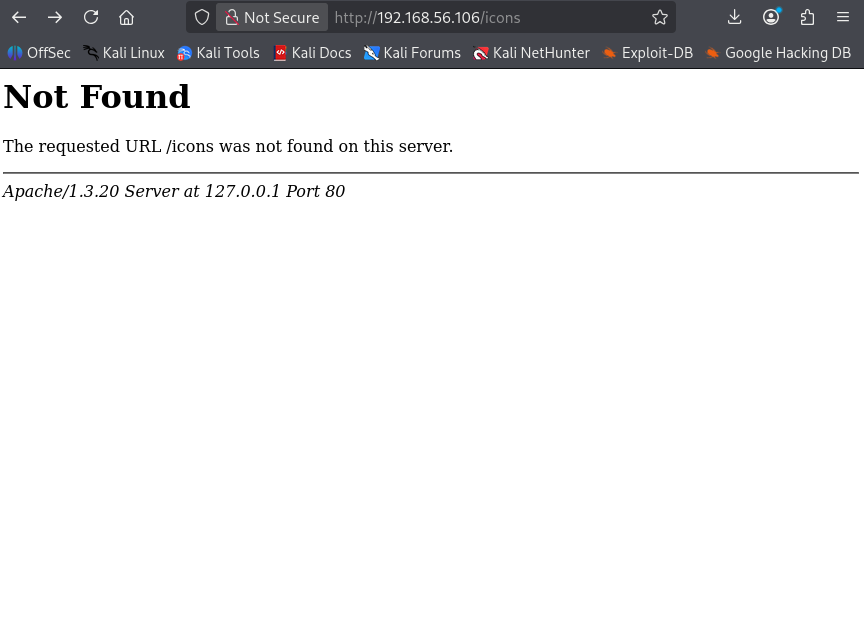 Not Secure http://192.168.56.106/icons
OffSec Kali Linux Kali Tools Kali Docs Kali Forums Kali NetHunter Exploit-DB Google Hacking DB
Not Found
The requested URL /icons was not found on this server.
Apache/1.3.20 Server at 127.0.0.1 Port 80